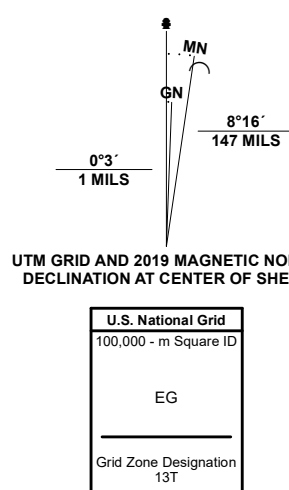 MN
GN
8°16´
147 MILS
0°3´
1 MILS
UTM GRID AND 2019 MAGNETIC NO
DECLINATION AT CENTER OF SHE
U.S. National Grid
100,000 - m Square ID
EG
Grid Zone Designation
13T